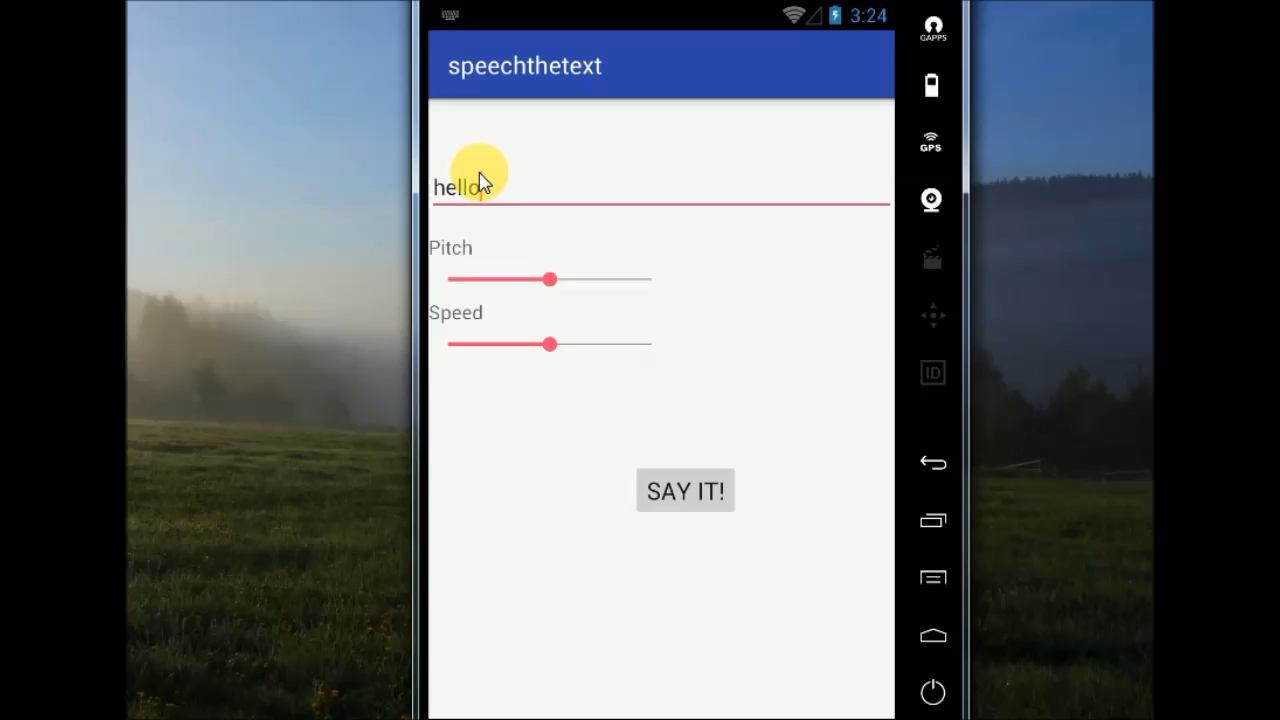 3:24
GAPPS
speechthetext
GPS
hello
Pitch
Speed
ID
SAY IT!